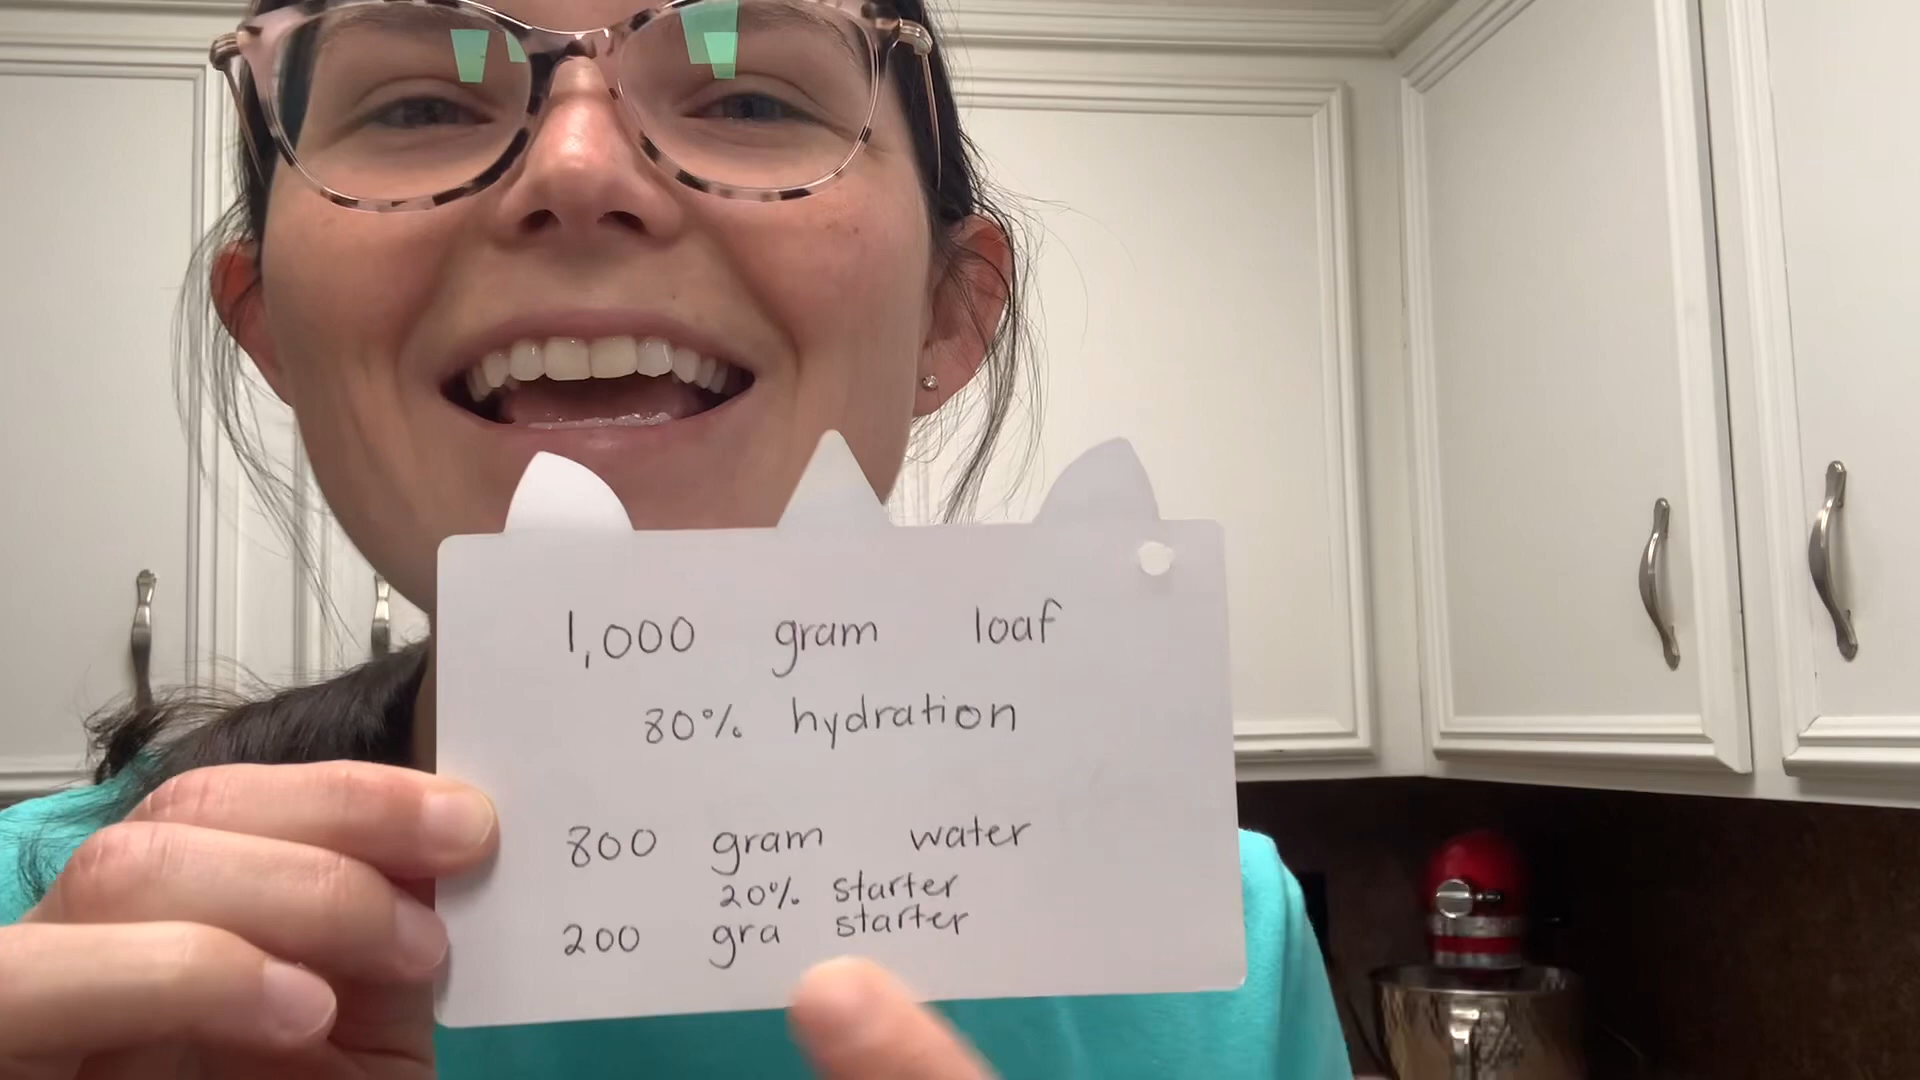 1,000 gram loaf
80% hydration
800 gram water
20% starter
200 gra starter